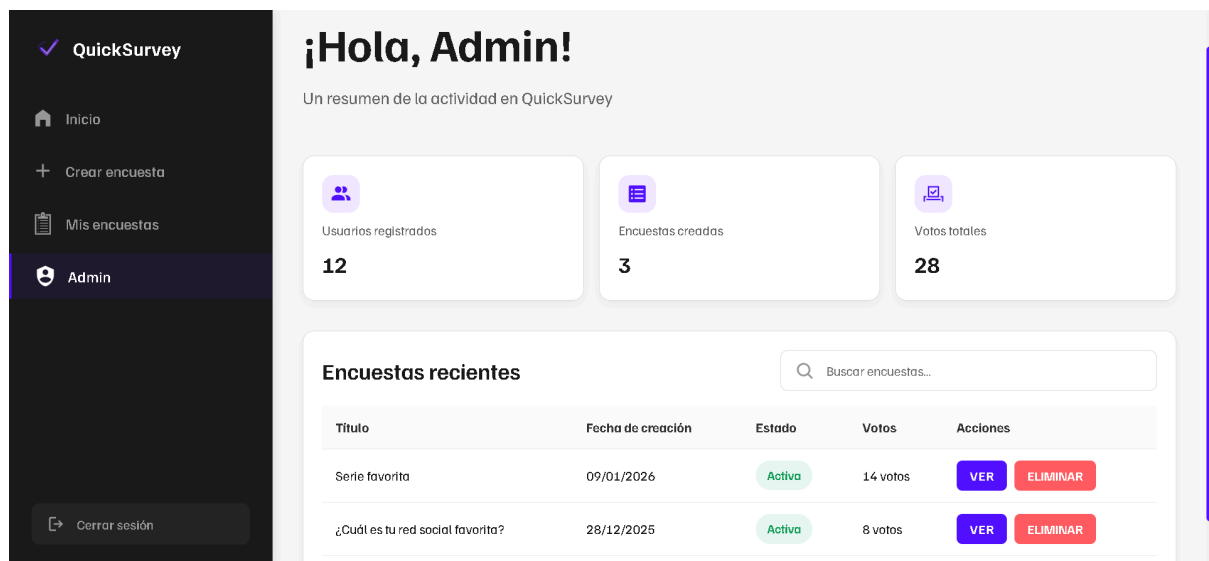 QuickSurvey
Inicio
Crear encuesta
Mis encuestas
Admin
Cerrar sesión
¡Hola, Admin!
Un resumen de la actividad en QuickSurvey
Usuarios registrados
12
Encuestas creadas
3
Votos totales
28
Encuestas recientes
Buscar encuestas...
Título Fecha de creación Estado Votos Acciones
Serie favorita 09/01/2026 Activa 14 votos VER ELIMINAR
¿Cuál es tu red social favorita? 28/12/2025 Activa 8 votos VER ELIMINAR